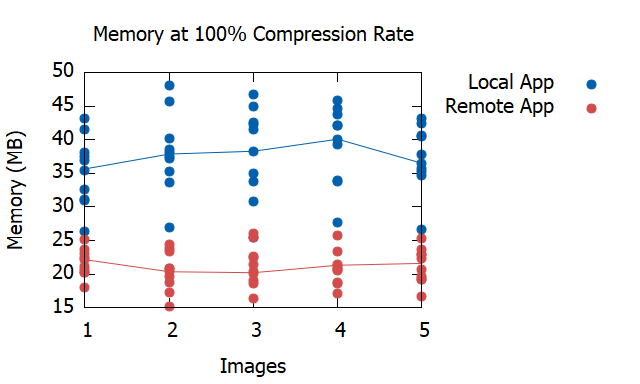 Memory at 100% Compression Rate
Local App
Remote App
Memory (MB)
50
45
40
35
30
25
20
15
1 2 3 4 5
Images